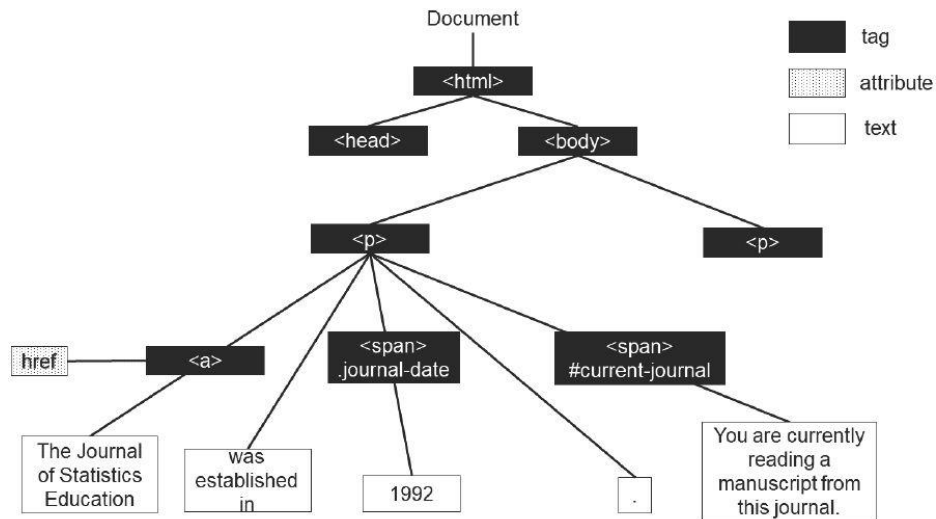 Document
tag
<html>
attribute
<head>
<body>
text
<p>
<p>
href
<a>
<span>
.journal-date
<span>
#current-journal
The Journal
of Statistics
Education
was
established
in
1992
.
You are currently
reading a
manuscript from
this journal.